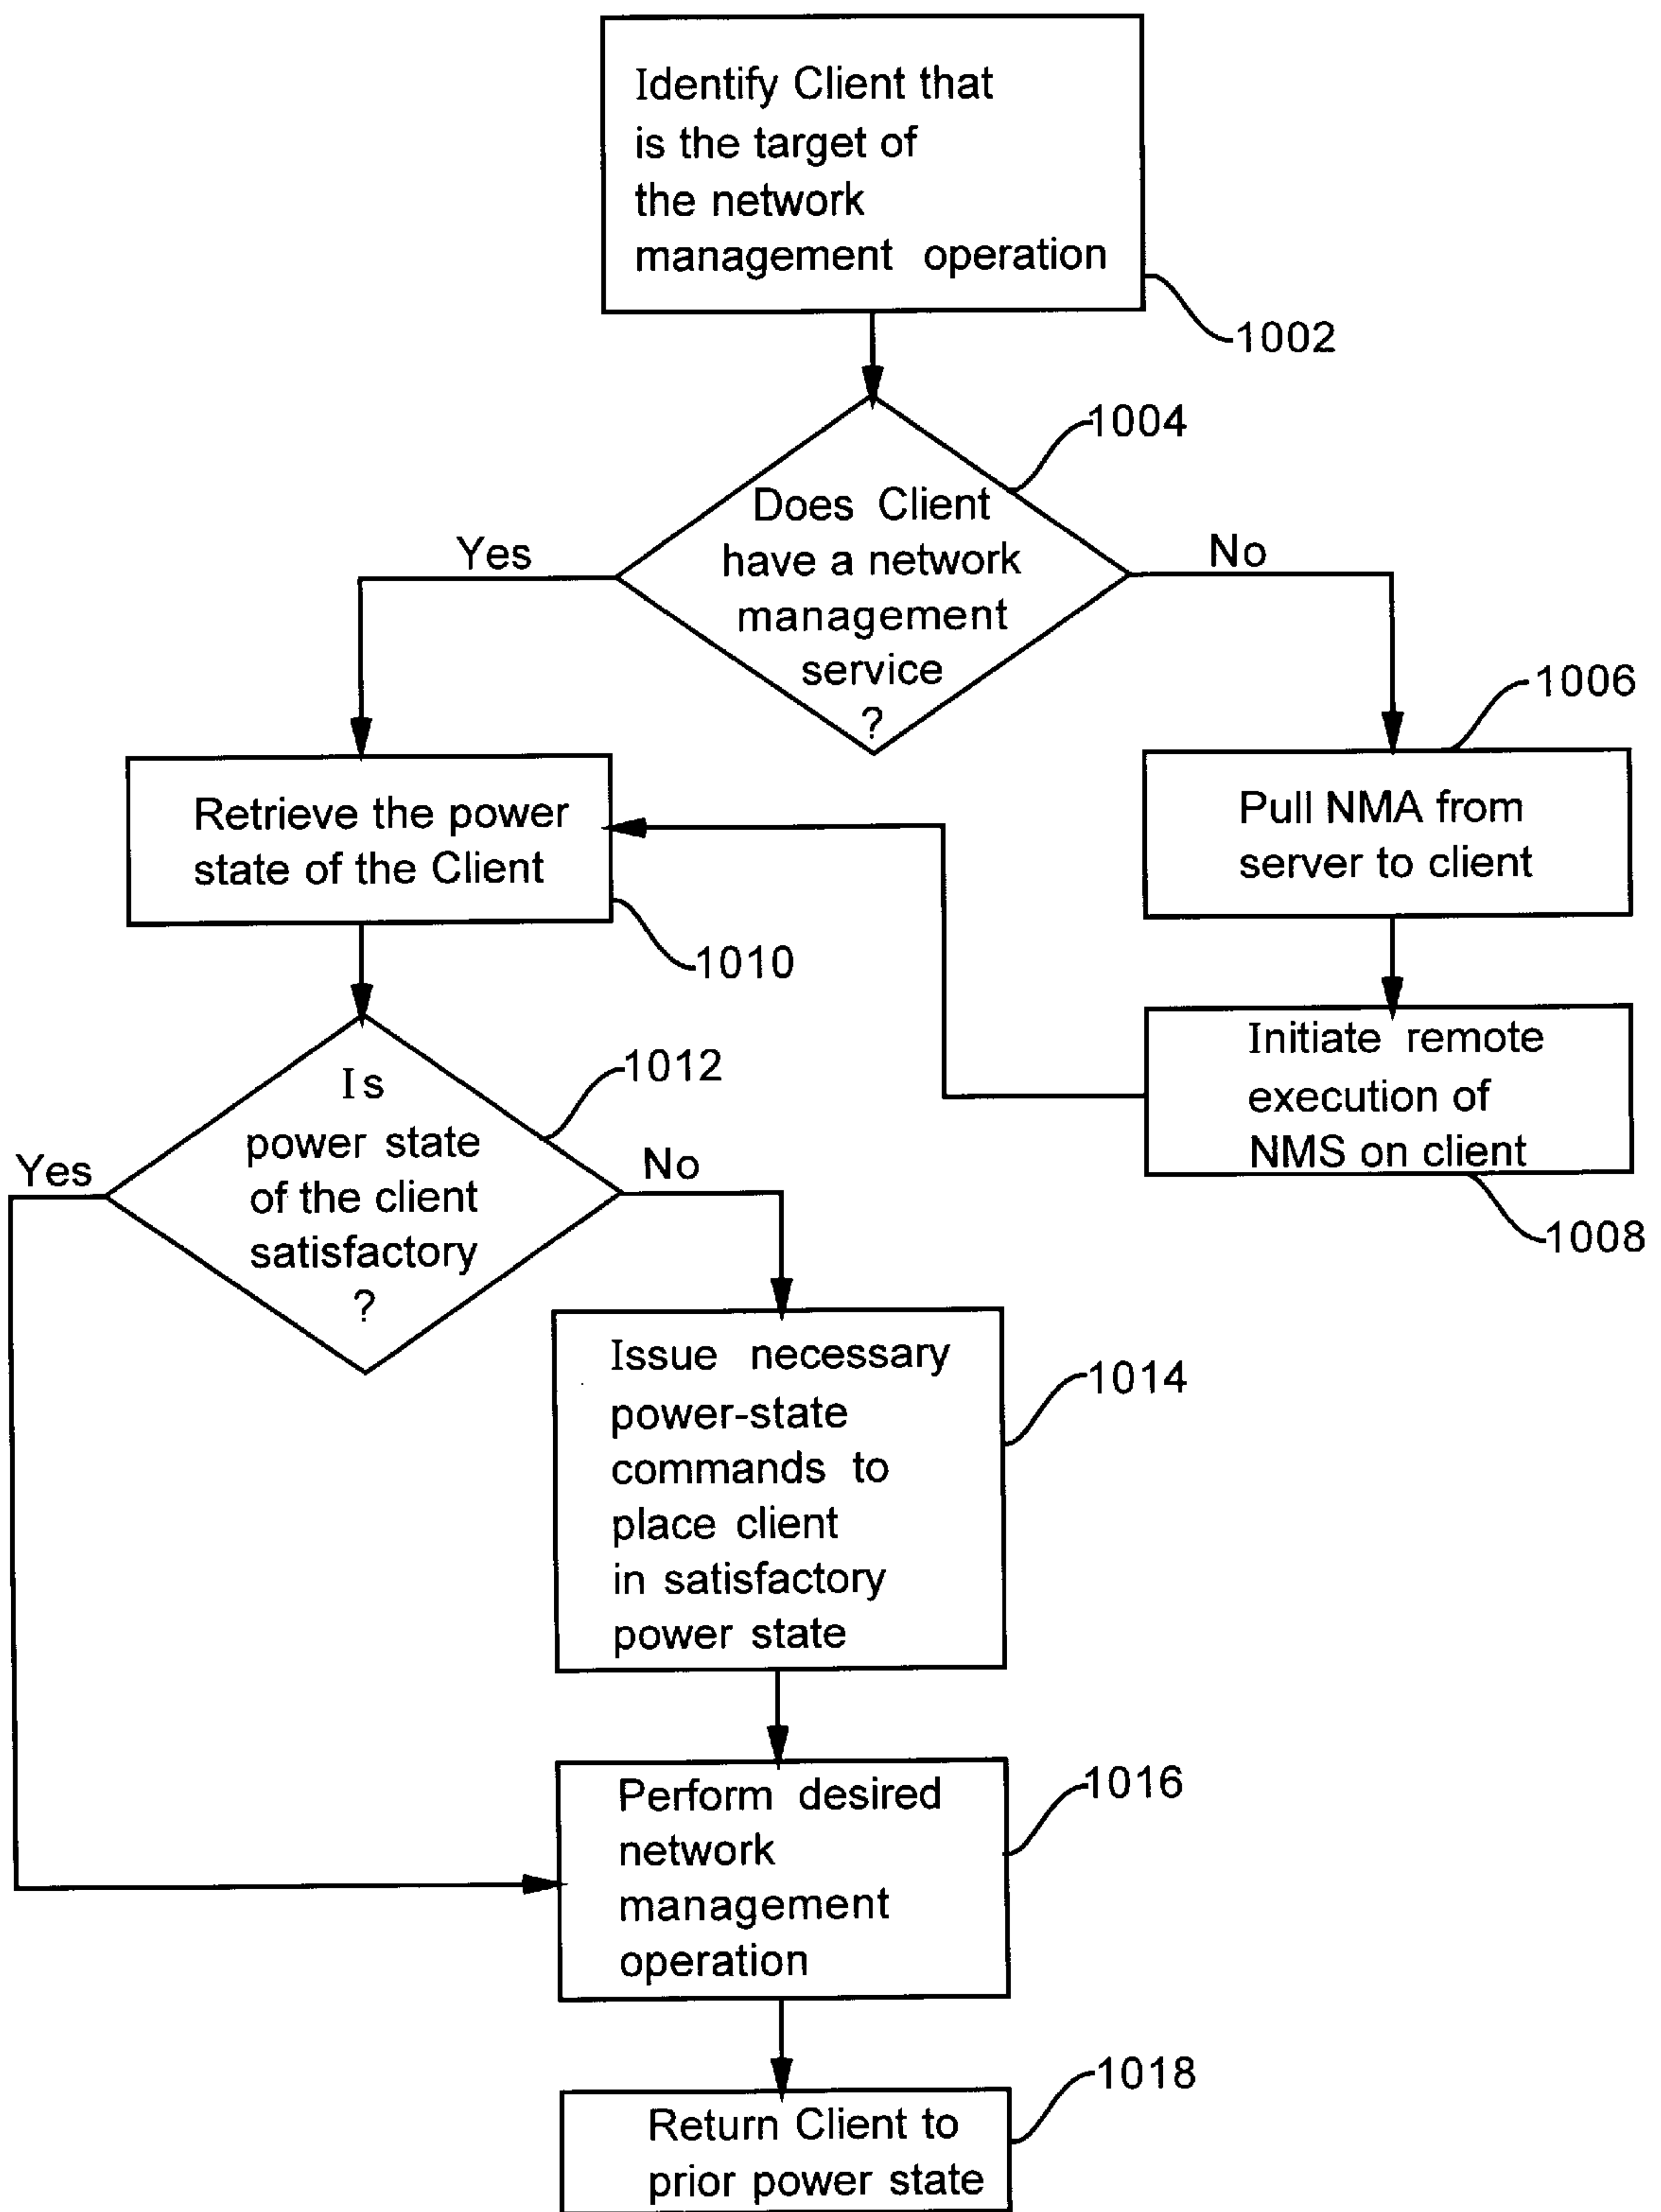 Identify Client that
is the target of
the network
management operation
1002
1004
Does Client
have a network
management
service
?
Yes
No
1006
Pull NMA from
server to client
Retrieve the power
state of the Client
1010
Initiate remote
execution of
NMS on client
1008
1012
Is
power state
of the client
satisfactory
?
Yes
No
Issue necessary
power-state
commands to
place client
in satisfactory
power state
1014
Perform desired
network
management
operation
1016
1018
Return Client to
prior power state